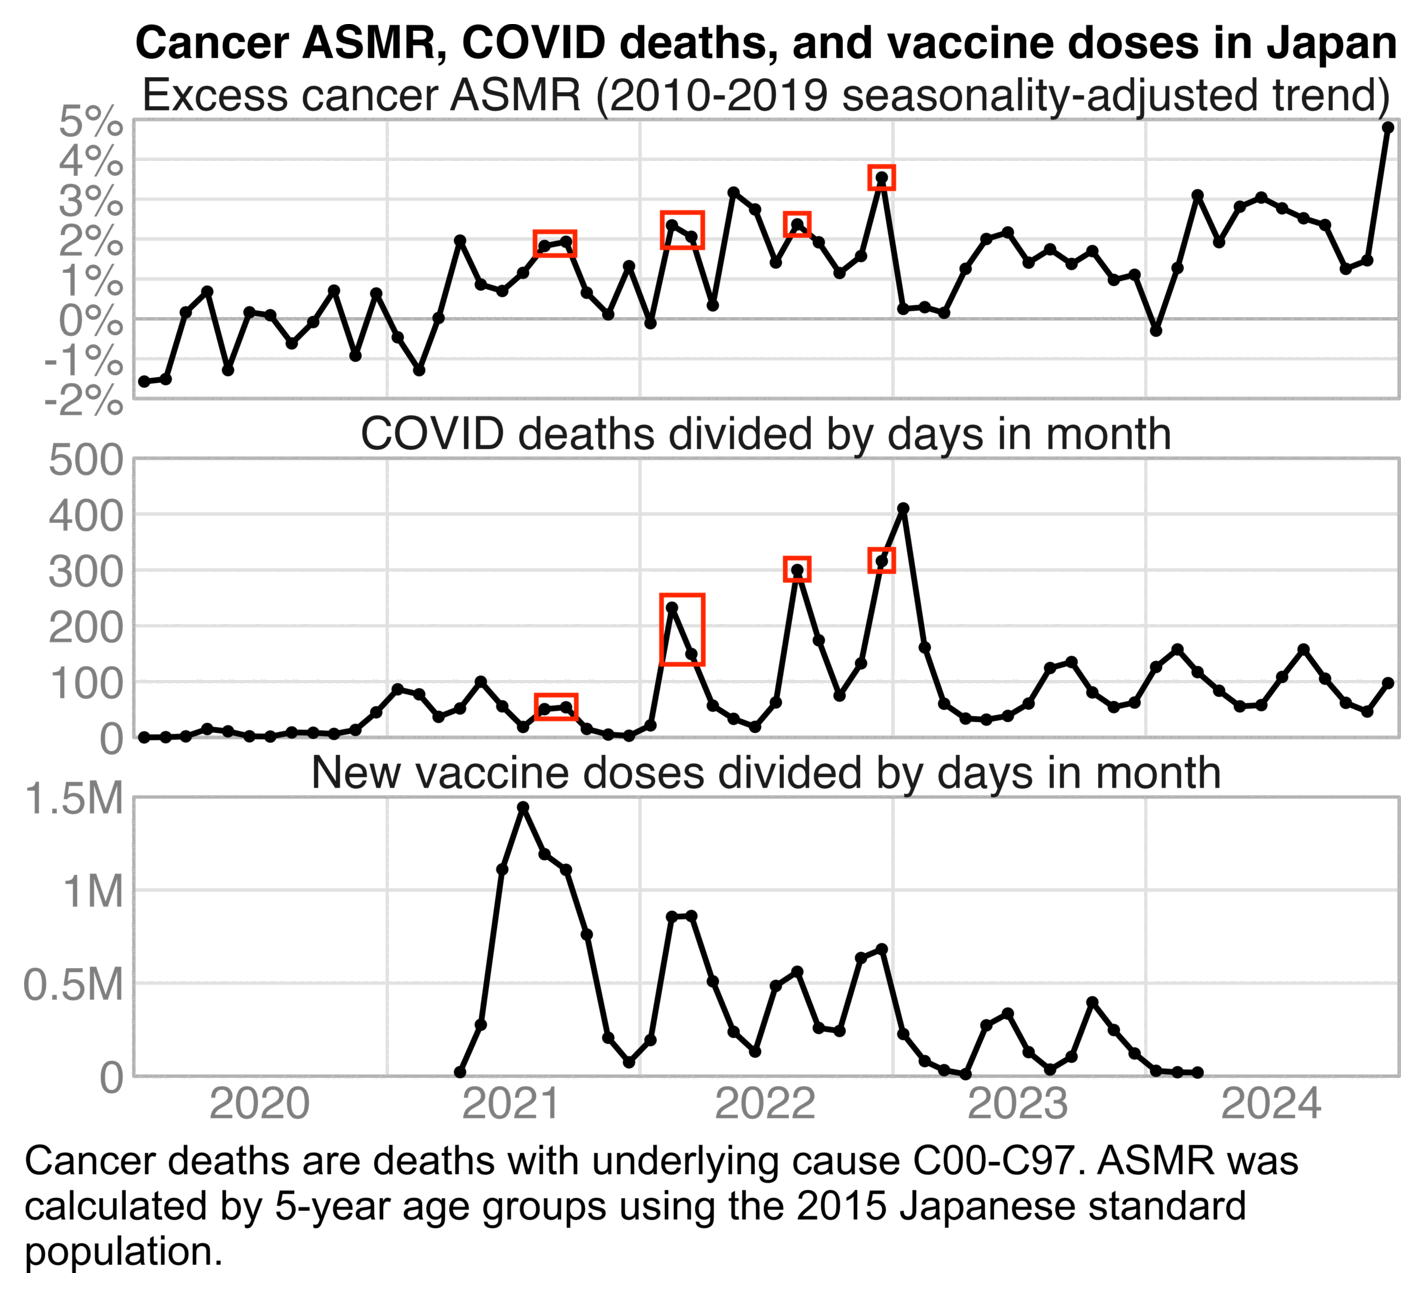 Cancer ASMR, COVID deaths, and vaccine doses in Japan
Excess cancer ASMR (2010-2019 seasonality-adjusted trend)
5%
4%
3%
2%
1%
0%
-1%
-2%
COVID deaths divided by days in month
500
400
300
200
100
0
New vaccine doses divided by days in month
1.5M
1M
0.5M
0
2020 2021 2022 2023 2024
Cancer deaths are deaths with underlying cause C00-C97. ASMR was
calculated by 5-year age groups using the 2015 Japanese standard
population.